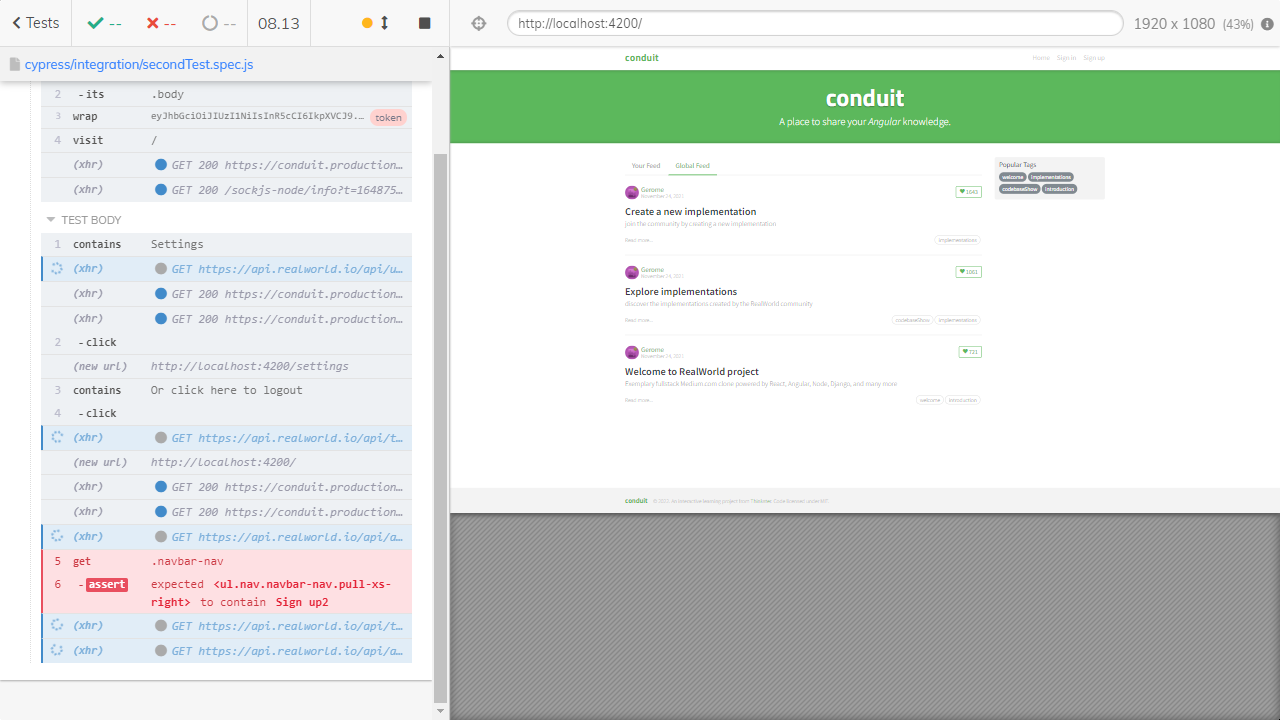 Tests
--
--
--
08.13
http://localhost:4200/
1920 x 1080 (43%)
cypress/integration/secondTest.spec.js
2 -its .body
3 wrap token
4 visit /
(xhr) GET 200 http://conduit.production…
(xhr) GET 200 /sockjs-node/
TEST BODY
1 contains Settings
(xhr) GET https://api.realworld.io/api/u…
(xhr) GET 200 https://conduit.production…
(xhr) GET 200 https://conduit.production…
2 -click
(new url) http://localhost:4200/settings
3 contains Or click here to logout
4 -click
(xhr) GET https://api.realworld.io/api/t…
(new url) http://localhost:4200/
(xhr) GET 200 https://conduit.production…
(xhr) GET 200 https://conduit.production…
(xhr) GET https://api.realworld.io/api/a…
5 get .navbar-nav
6 -assert expected <ul.nav.navbar-nav.pull-xs-
right> to contain Sign up2
(xhr) GET https://api.realworld.io/api/t…
(xhr) GET https://api.realworld.io/api/a…
conduit
Home Sign in Sign up
conduit
A place to share your Angular knowledge.
Your Feed Global Feed
Gerome
November 24, 2021
1643
Create a new implementation
join the community by creating a new implementation
Read more...
implementations
Gerome
November 24, 2021
Explore implementations
discover the implementations created by the RealWorld community
Read more...
codebaseShow implementations
Gerome
November 24, 2021
731
Welcome to RealWorld project
Exemplary fullstack Medium.com clone powered by React, Angular, Node, Django, and many more
Read more...
welcome introduction
Popular Tags
welcome implementations
codebaseShow introduction
conduit An interactive learning project from Thinkster. Code licensed under MIT.